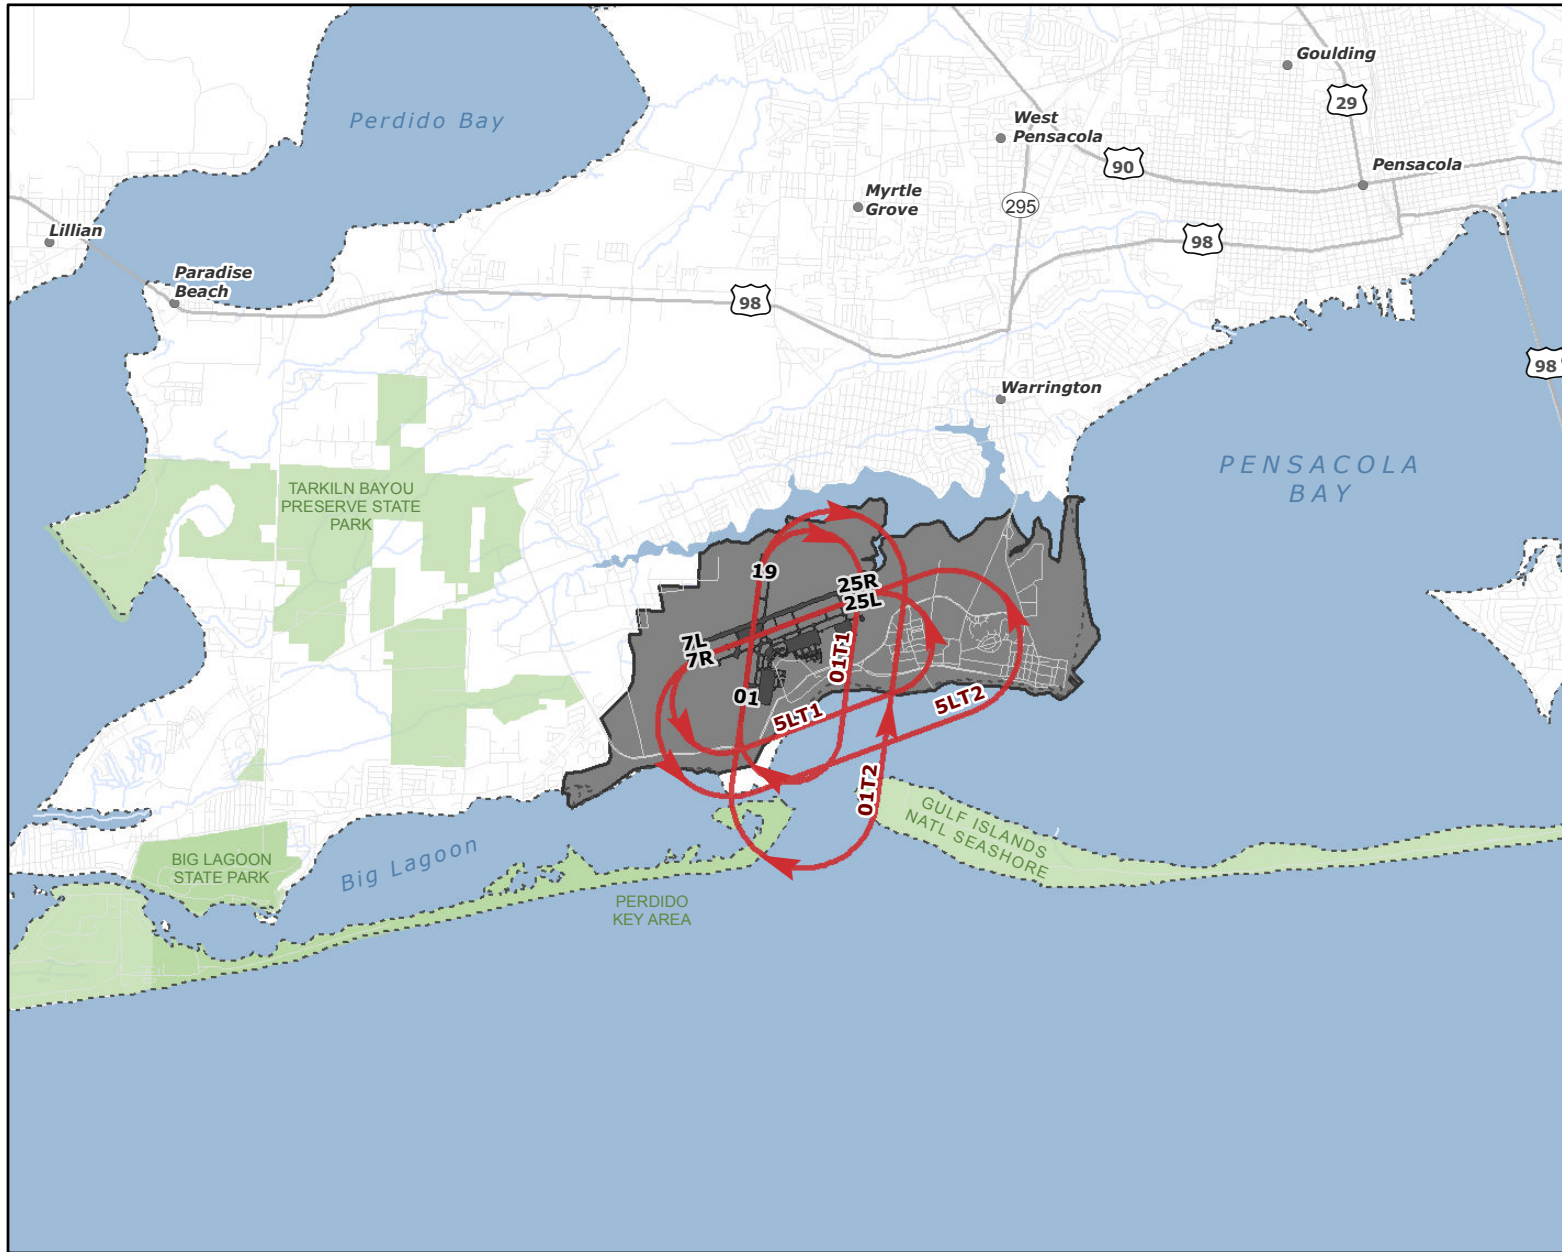 Goulding
29
Perdido Bay
West
Pensacola
90
Pensacola
Myrtle
Grove
295
Lillian
98
Paradise
Beach
98
98
Warrington
PENSACOLA
BAY
TARKILN BAYOU
PRESERVE STATE
PARK
19
25R
25L
7L
7R
01T1
01
5LT1
5LT2
01T2
GULF ISLANDS
NATL SEASHORE
BIG LAGOON
STATE PARK
Big Lagoon
PERDIDO
KEY AREA